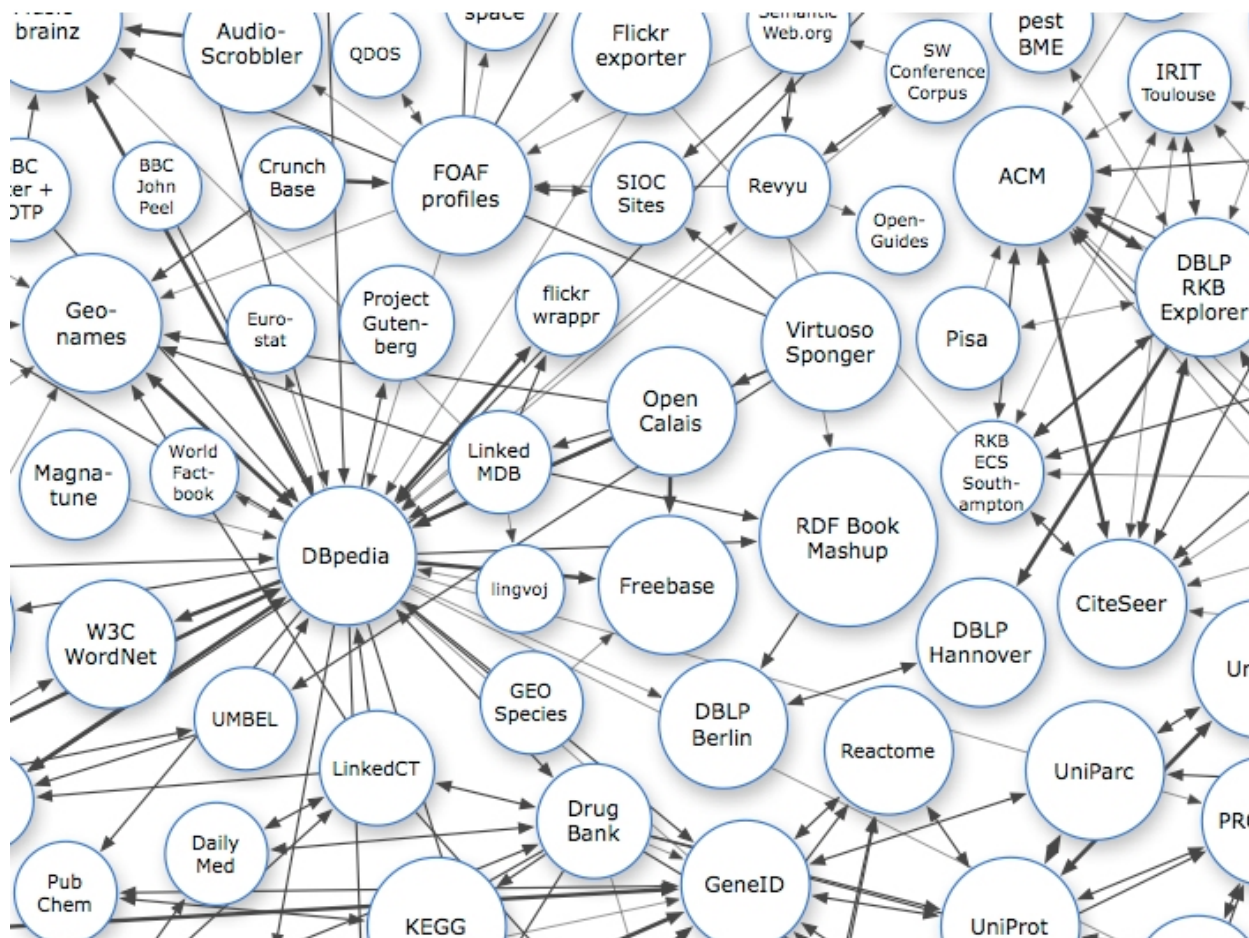 brainz
Audio-
Scrobbler
QDOS
space
Flickr
exporter
Semantic
Web.org
SW
Conference
Corpus
pest
BME
IRIT
Toulouse
BBC
John
Peel
Crunch
Base
FOAF
profiles
SIOC
Sites
Revyu
Open-
Guides
ACM
DBLP
RKB
Explorer
Geo-
names
Euro-
stat
Project
Guten-
berg
flickr
wrappr
Virtuoso
Sponger
Pisa
Open
Calais
Magna-
tune
World
Fact-
book
Linked
MDB
RKB
ECS
South-
ampton
RDF Book
Mashup
DBpedia
lingvoj
Freebase
CiteSeer
W3C
WordNet
DBLP
Hannover
UMBEL
GEO
Species
DBLP
Berlin
LinkedCT
Reactome
UniParc
Drug
Bank
Daily
Med
Pub
Chem
GeneID
KEGG
UniProt